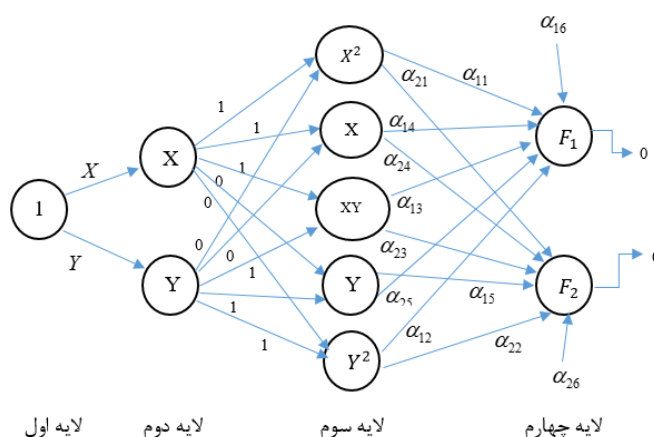 α₁₆
X²
α₂₁
α₁₁
1
X
α₁₄
F₁
0
1
α₂₄
X
X
1
0
XY
α₁₃
1
0
Y
0
α₂₃
0
1
Y
Y
α₂₅
α₁₅
F₂
1
1
Y²
α₁₂
α₂₂
α₂₆
لایه اول
لایه دوم
لایه سوم
لایه چهارم